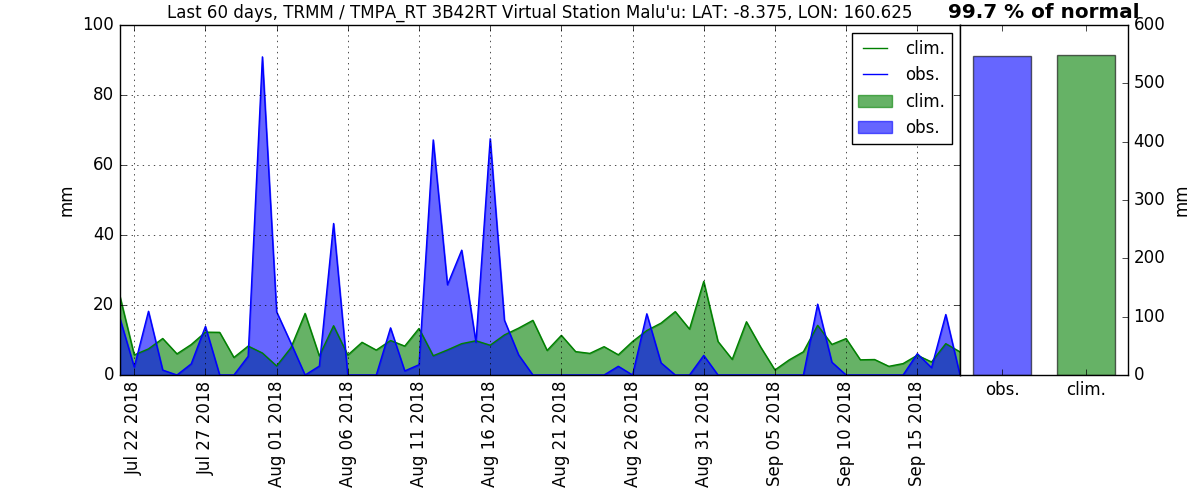 Last 60 days, TRMM / TMPA_RT 3B42RT Virtual Station Malu'u: LAT: -8.375, LON: 160.625
99.7 % of normal
100
80
60
40
20
0
mm
clim.
obs.
clim.
obs.
600
500
400
300
200
100
0
mm
Jul 22 2018
Jul 27 2018
Aug 01 2018
Aug 06 2018
Aug 11 2018
Aug 16 2018
Aug 21 2018
Aug 26 2018
Aug 31 2018
Sep 05 2018
Sep 10 2018
Sep 15 2018
obs.
clim.